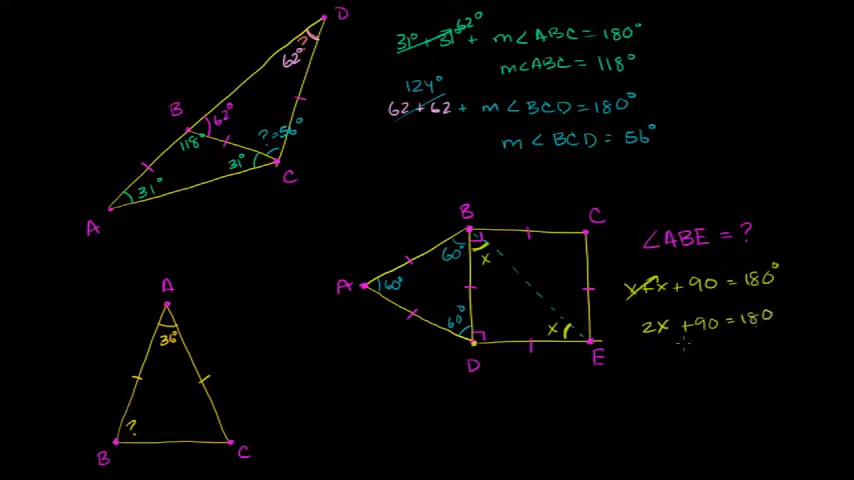 D
?
62°
B
62°
118°
?=56°
31°
31°
C
A
31° + 31° 62° + m∠ABC = 180°
m∠ABC = 118°
124°
62 + 62 + m∠BCD = 180°
m∠BCD = 56°
B
C
60°
x
A
60°
60°
x
D
E
∠ABE = ?
x+x + 90 = 180°
2x + 90 = 180
A
36°
?
B
C